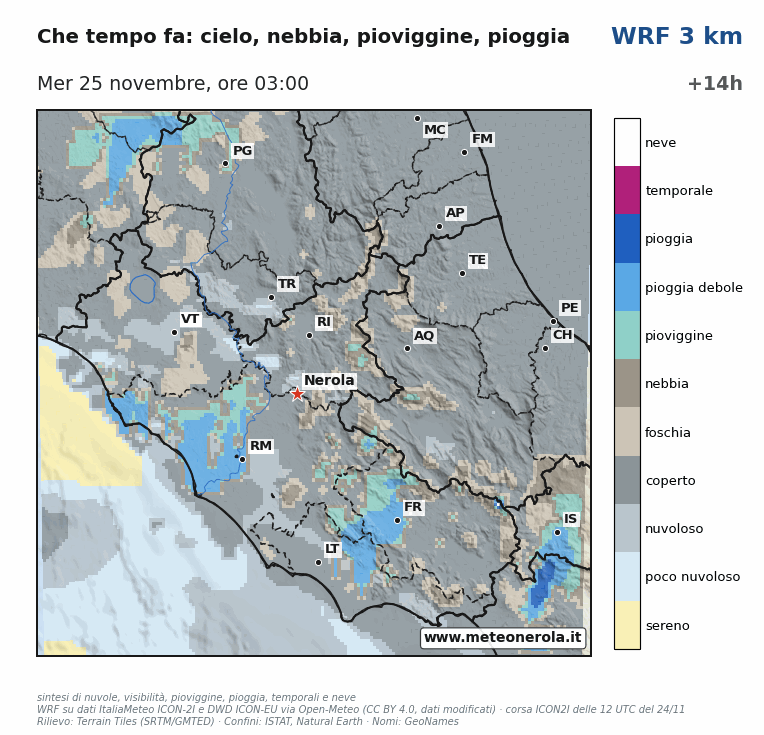 Che tempo fa: cielo, nebbia, pioviggine, pioggia
WRF 3 km
Mer 25 novembre, ore 03:00
+14h
MC
FM
PG
AP
TE
TR
PE
VT
RI
AQ
CH
Nerola
RM
FR
IS
LT
www.meteonerola.it
neve
temporale
pioggia
pioggia debole
pioviggine
nebbia
foschia
coperto
nuvoloso
poco nuvoloso
sereno
sintesi di nuvole, visibilità, pioviggine, pioggia, temporali e neve
WRF su dati ItaliaMeteo ICON-2I e DWD ICON-EU via Open-Meteo (CC BY 4.0, dati modificati) · corsa ICON2I delle 12 UTC del 24/11
Rilievo: Terrain Tiles (SRTM/GMTED) · Confini: ISTAT, Natural Earth · Nomi: GeoNames